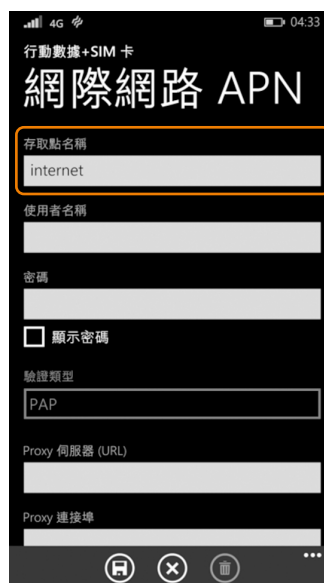 4G 04:33
行動數據+SIM 卡
網際網路 APN
存取點名稱
internet
使用者名稱
密碼
顯示密碼
驗證類型
PAP
Proxy 伺服器 (URL)
Proxy 連接埠